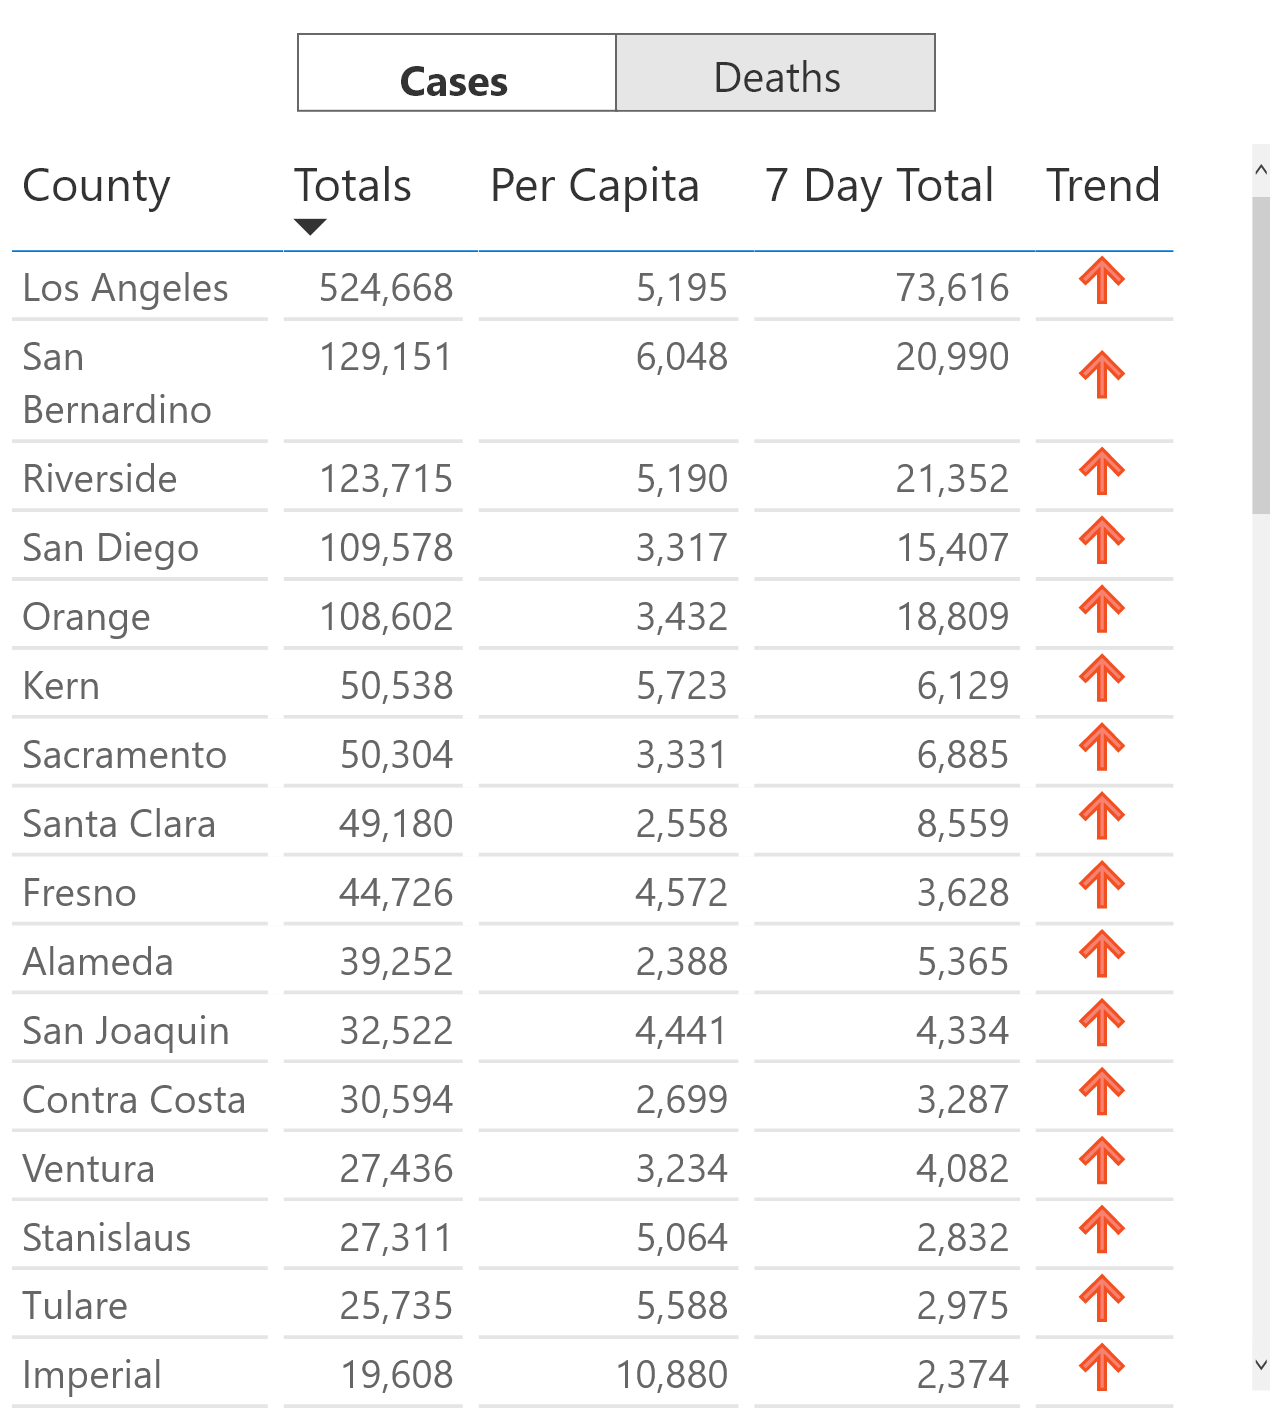 Cases Deaths
County Totals Per Capita 7 Day Total Trend
Los Angeles 524,668 5,195 73,616
San 129,151 6,048 20,990
Bernardino
Riverside 123,715 5,190 21,352
San Diego 109,578 3,317 15,407
Orange 108,602 3,432 18,809
Kern 50,538 5,723 6,129
Sacramento 50,304 3,331 6,885
Santa Clara 49,180 2,558 8,559
Fresno 44,726 4,572 3,628
Alameda 39,252 2,388 5,365
San Joaquin 32,522 4,441 4,334
Contra Costa 30,594 2,699 3,287
Ventura 27,436 3,234 4,082
Stanislaus 27,311 5,064 2,832
Tulare 25,735 5,588 2,975
Imperial 19,608 10,880 2,374